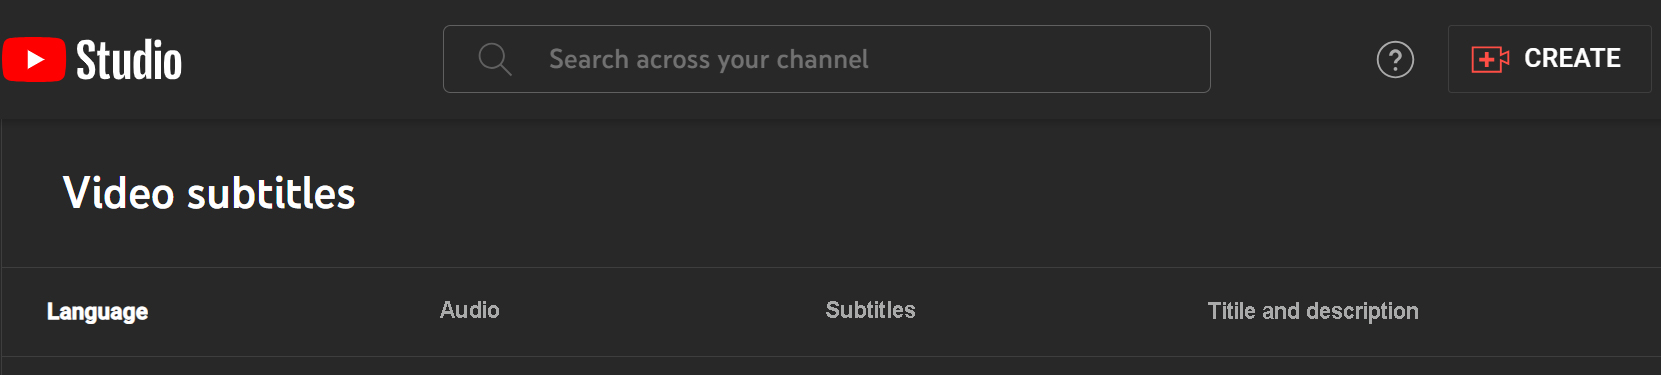 Studio
Search across your channel
?
CREATE
Video subtitles
Language
Audio
Subtitles
Titile and description